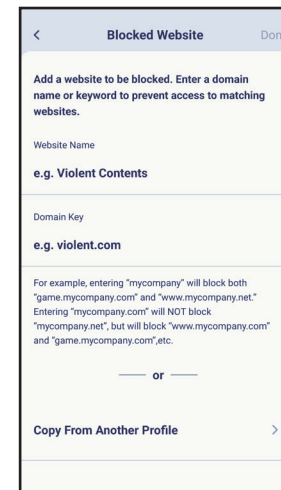 Blocked Website
Don
Add a website to be blocked. Enter a domain
name or keyword to prevent access to matching
websites.
Website Name
e.g. Violent Contents
Domain Key
e.g. violent.com
For example, entering "mycompany" will block both
"game.mycompany.com" and "www.mycompany.net."
Entering "mycompany.com" will NOT block
"mycompany.net", but will block "www.mycompany.com"
and "game.mycompany.com",etc.
or
Copy From Another Profile